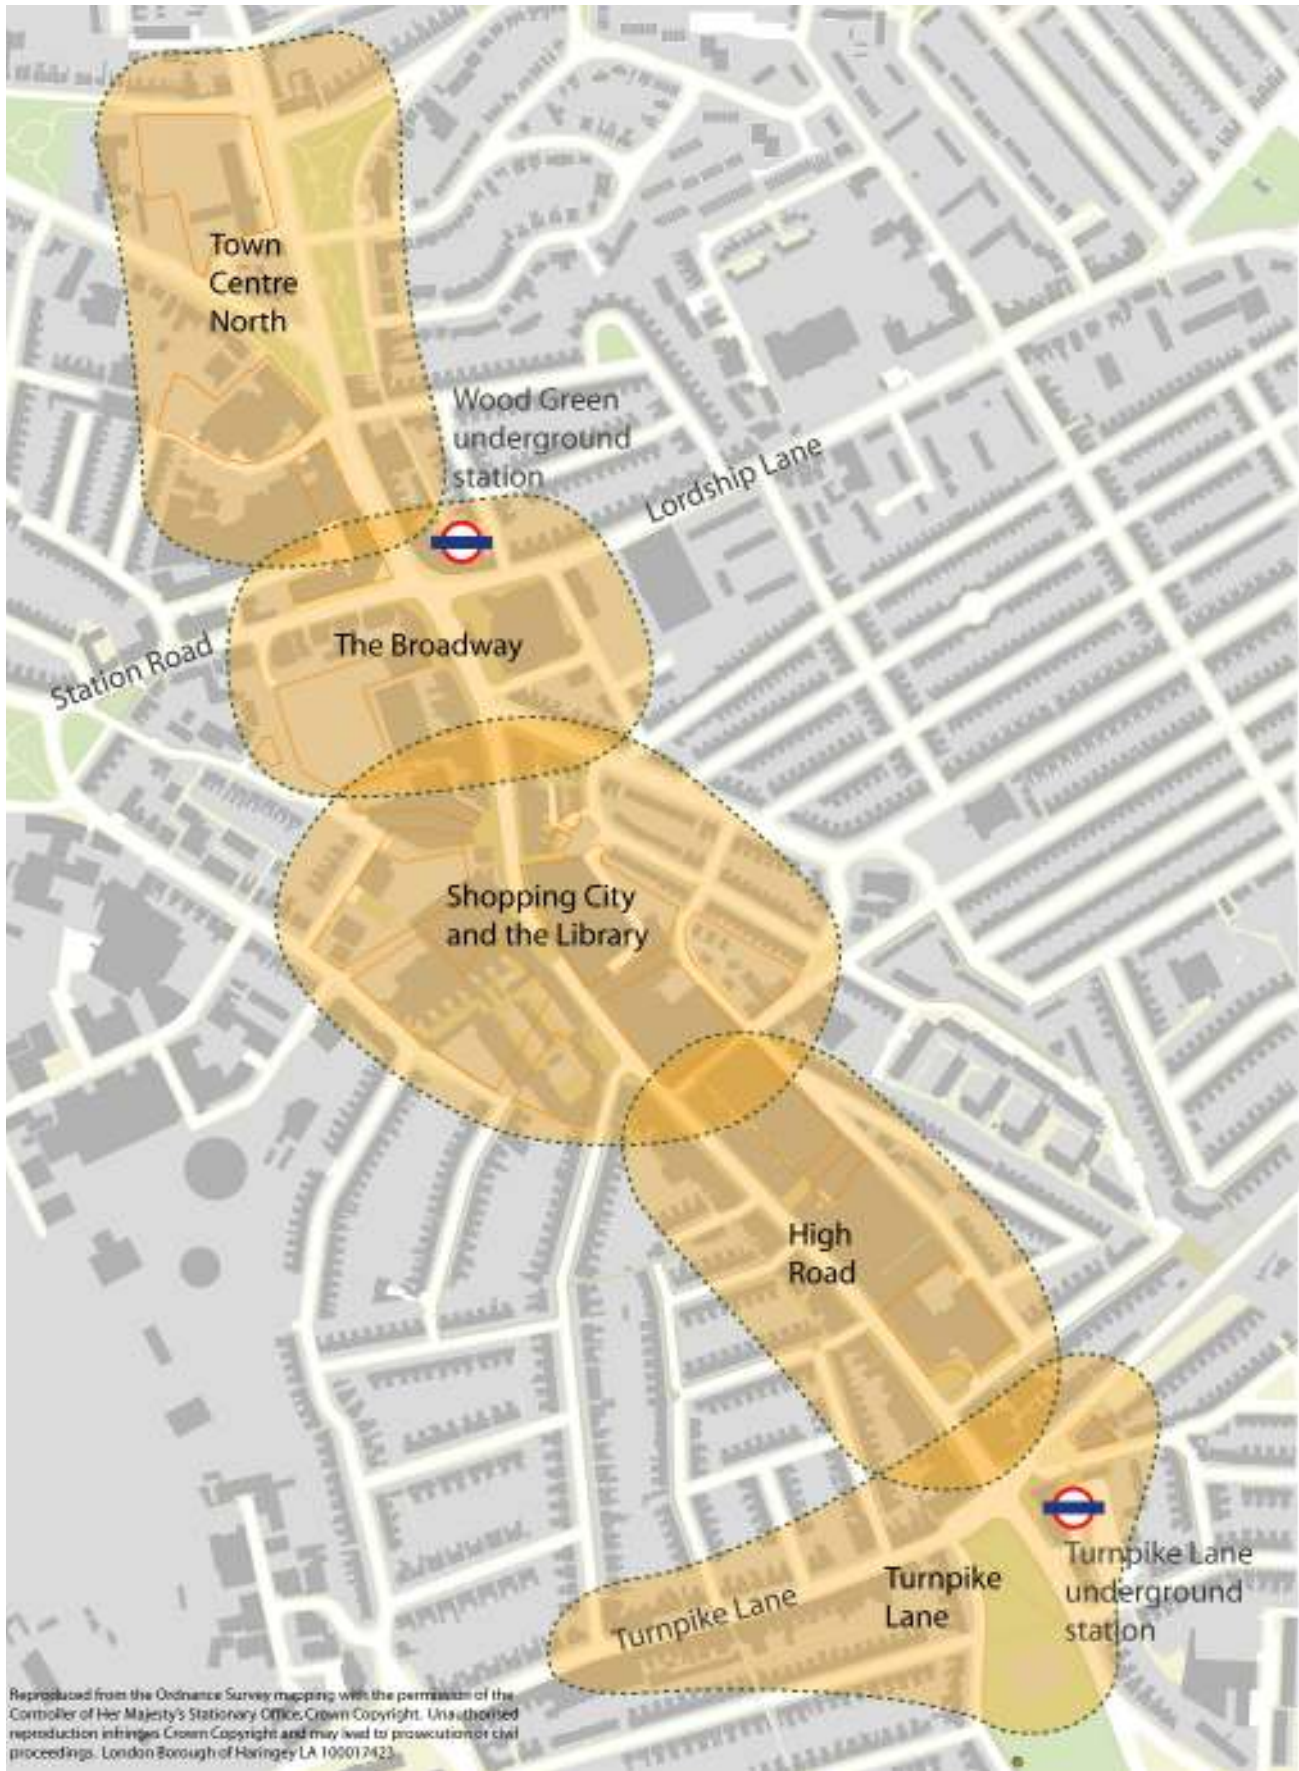 Town
Centre
North
Wood Green
underground
station
Lordship Lane
Station Road
The Broadway
Shopping City
and the Library
High
Road
Turnpike Lane
Turnpike
Lane
Turnpike Lane
underground
station
Reproduced from the Ordnance Survey mapping with the permission of the
Controller of Her Majesty's Stationary Office, Crown Copyright. Unauthorised
reproduction infringes Crown Copyright and may lead to prosecution or civil
proceedings. London Borough of Haringey LA 100017423